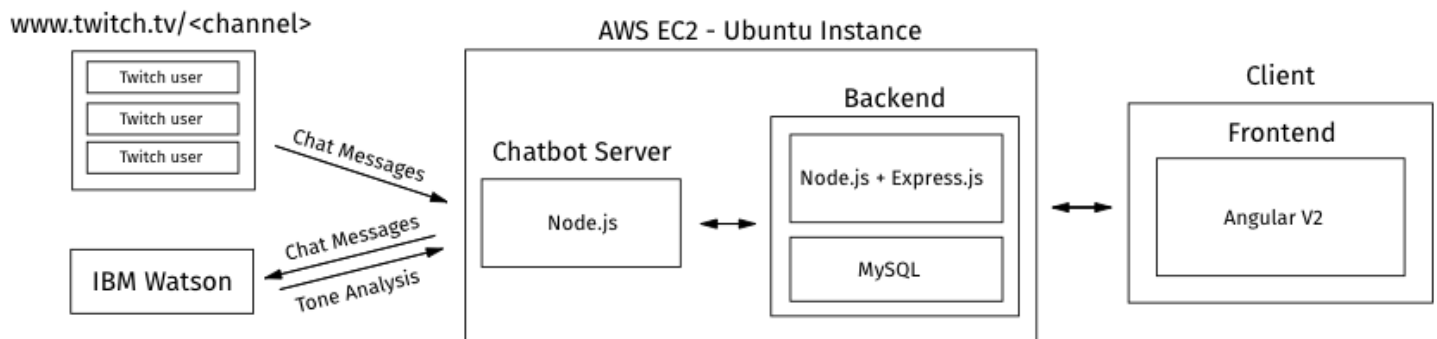 www.twitch.tv/<channel>
Twitch user
Twitch user
Twitch user
Chat Messages
Chat Messages
Tone Analysis
IBM Watson
AWS EC2 - Ubuntu Instance
Chatbot Server
Node.js
Backend
Node.js + Express.js
MySQL
Client
Frontend
Angular V2